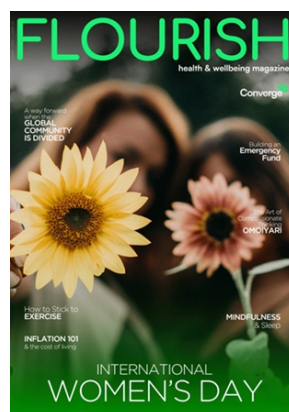 FLOURISH
health & wellbeing magazine
Converge
A way forward
when the
GLOBAL
COMMUNITY
IS DIVIDED
Building an
Emergency
Fund
Art of
OMOIYARI
How to Stick to
EXERCISE
MINDFULNESS
& Sleep
INFLATION 101
& the cost of living
INTERNATIONAL
WOMEN'S DAY